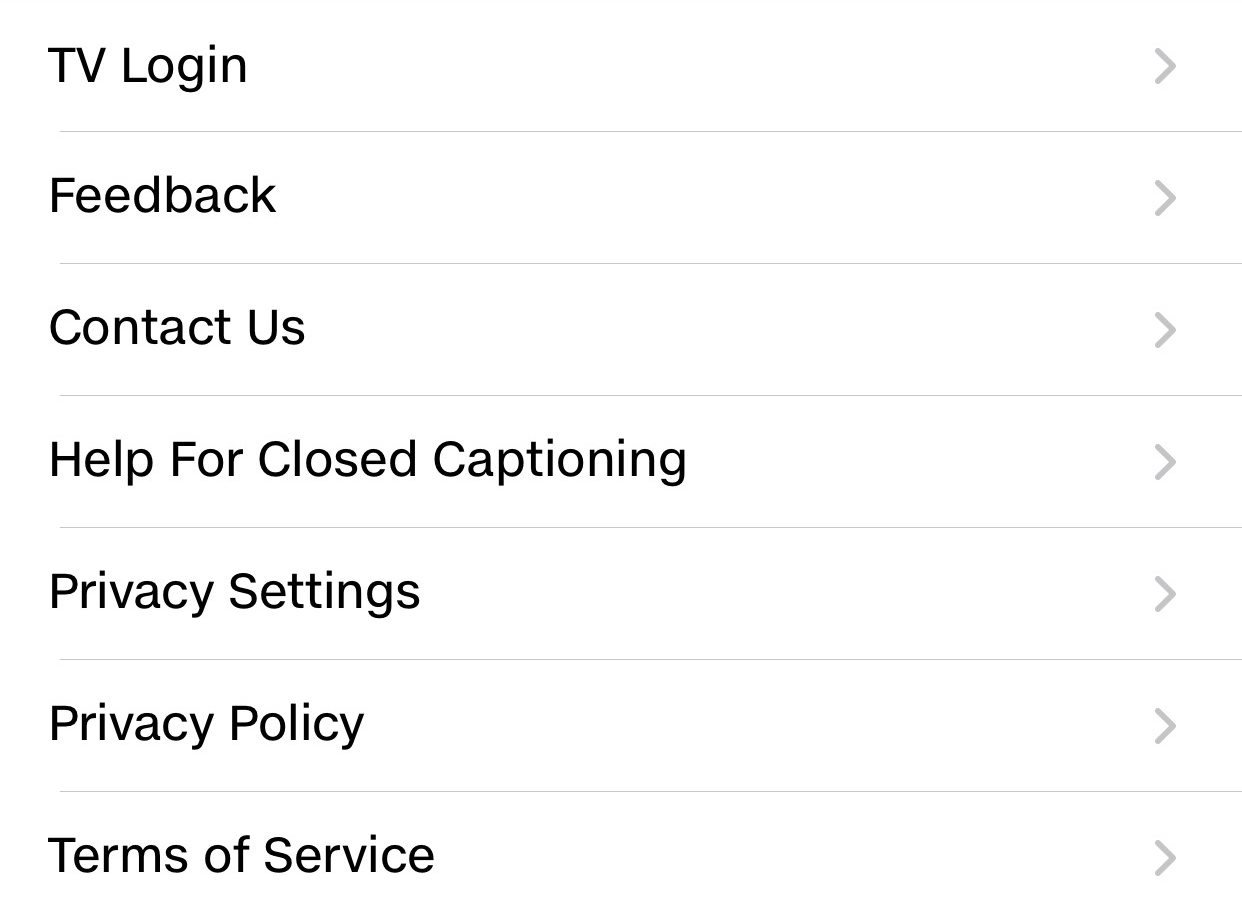 TV Login
Feedback
Contact Us
Help For Closed Captioning
Privacy Settings
Privacy Policy
Terms of Service